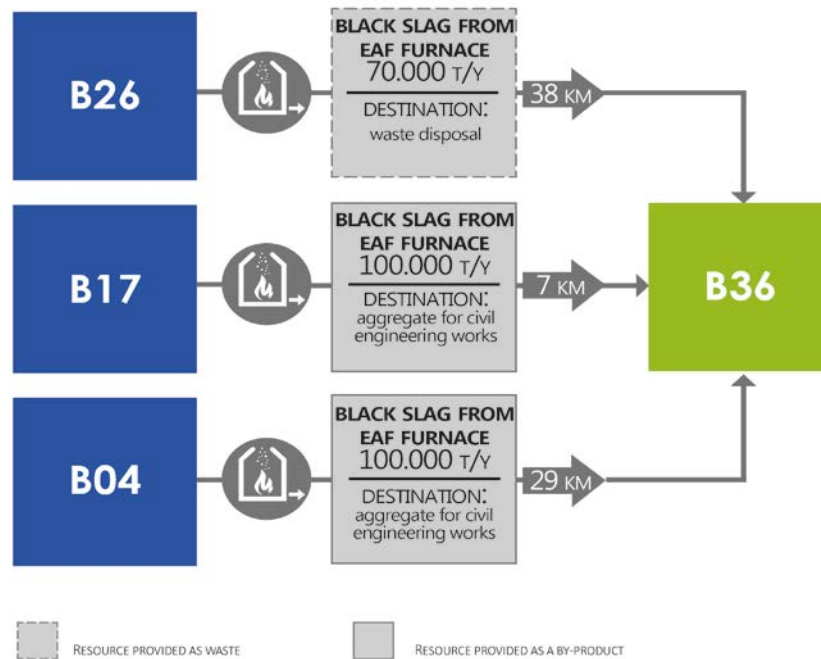 B26
BLACK SLAG FROM
EAF FURNACE
70.000 T/Y
DESTINATION:
waste disposal
38 KM
B17
BLACK SLAG FROM
EAF FURNACE
100.000 T/Y
DESTINATION:
aggregate for civil
engineering works
7 KM
B36
B04
BLACK SLAG FROM
EAF FURNACE
100.000 T/Y
DESTINATION:
aggregate for civil
engineering works
29 KM
RESOURCE PROVIDED AS WASTE
RESOURCE PROVIDED AS A BY-PRODUCT